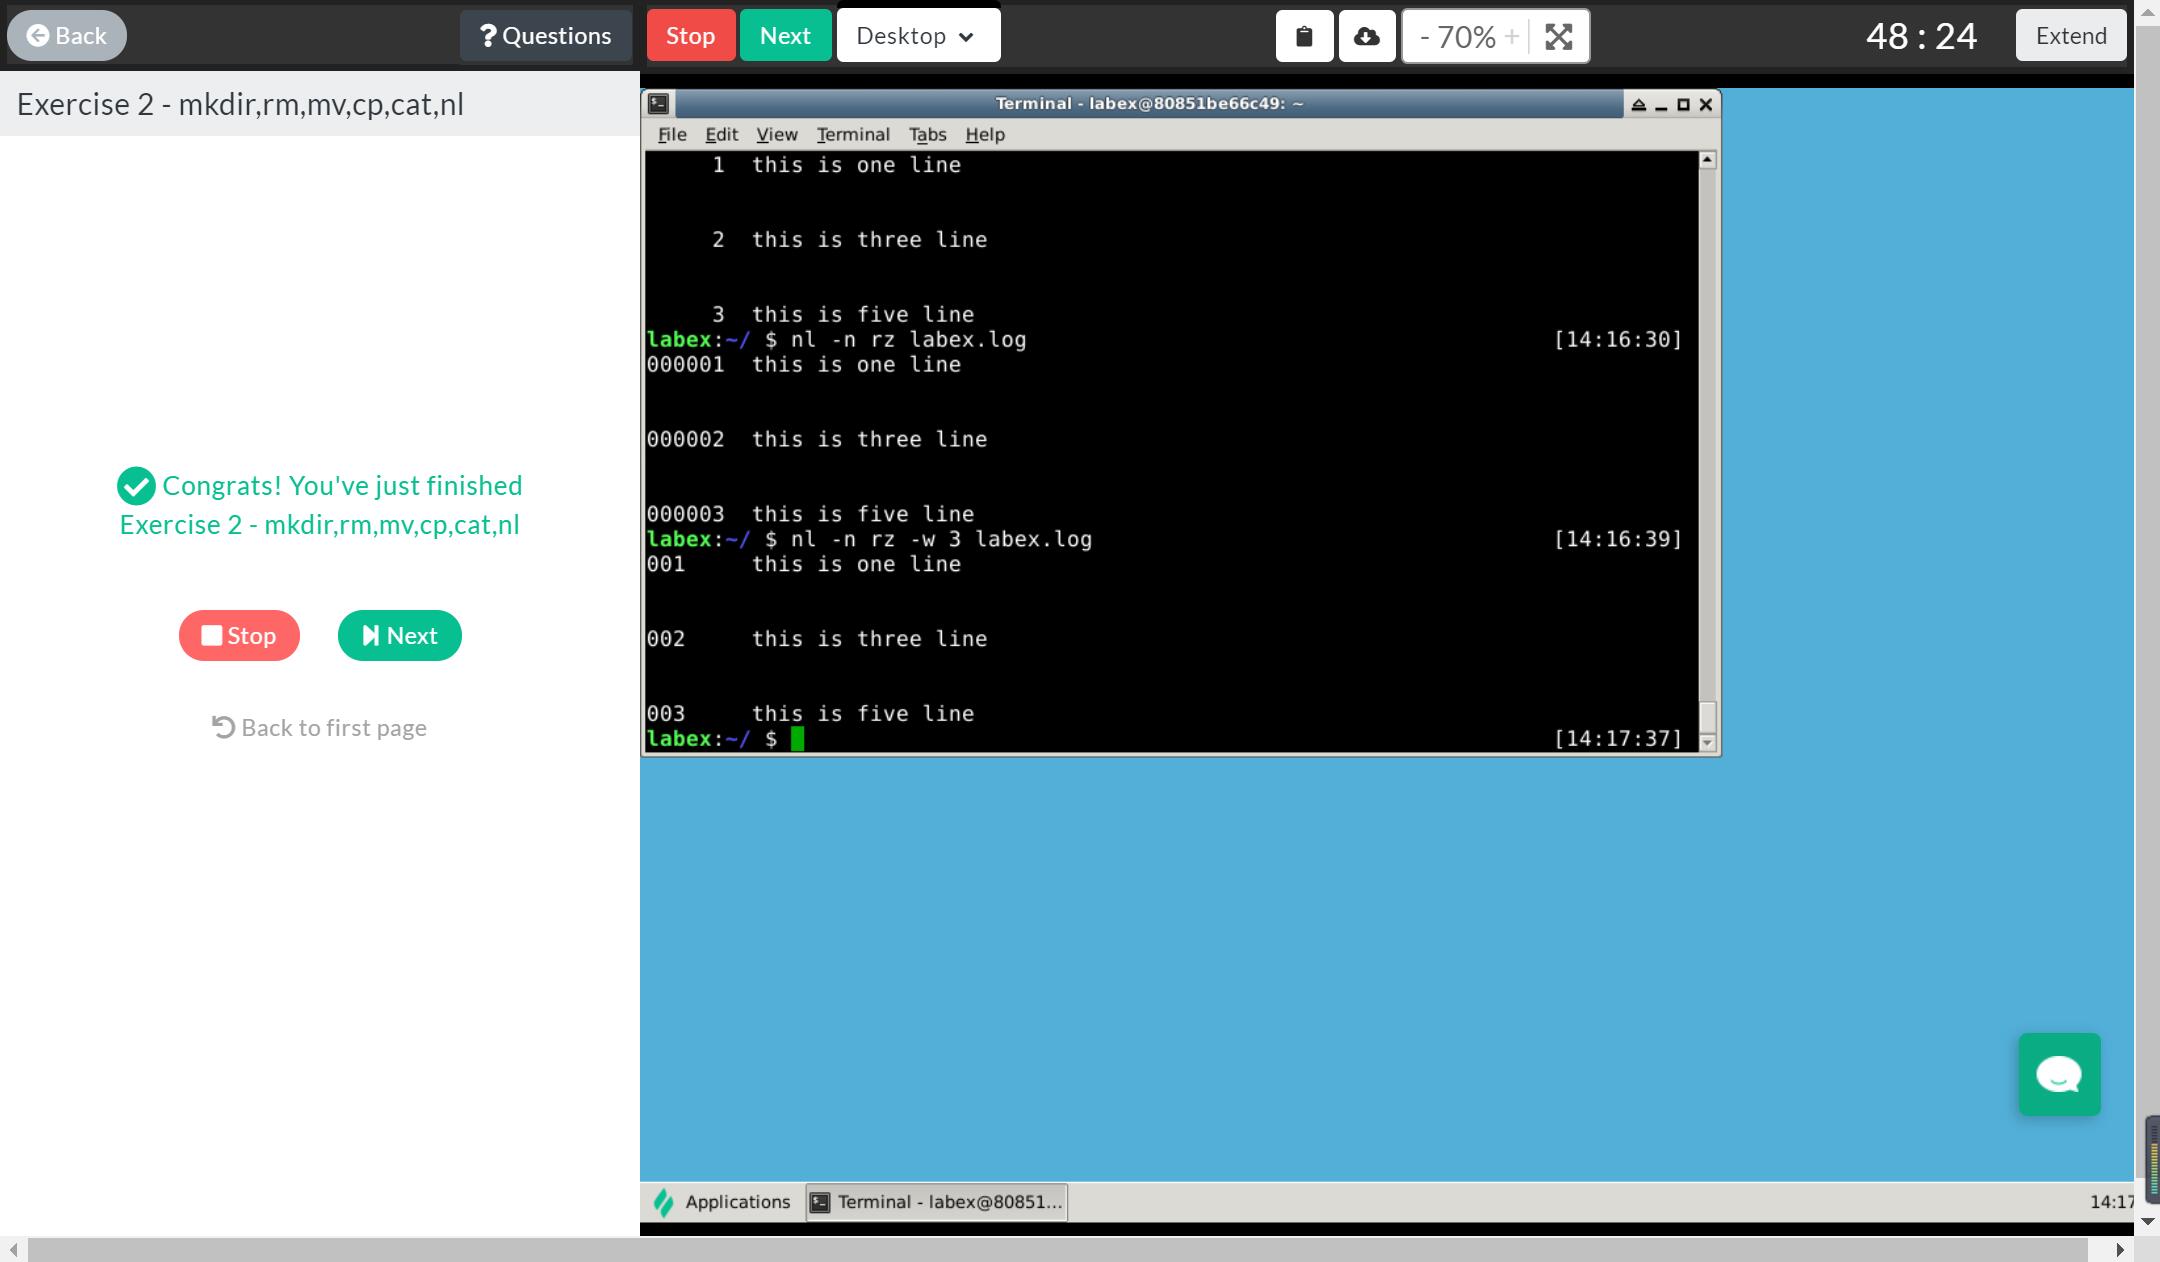 Back
Questions
Stop
Next
Desktop
- 70% +
48 : 24
Extend
Exercise 2 - mkdir,rm,mv,cp,cat,nl
Congrats! You've just finished
Exercise 2 - mkdir,rm,mv,cp,cat,nl
Stop
Next
Back to first page
Terminal - labex@80851be66c49: ~
File Edit View Terminal Tabs Help
     1  this is one line
     2  this is three line
     3  this is five line
labex:~/ $ nl -n rz labex.log [14:16:30]
000001  this is one line
000002  this is three line
000003  this is five line
labex:~/ $ nl -n rz -w 3 labex.log [14:16:39]
001     this is one line
002     this is three line
003     this is five line
labex:~/ $ [14:17:37]
Applications
Terminal - labex@80851...
14:17